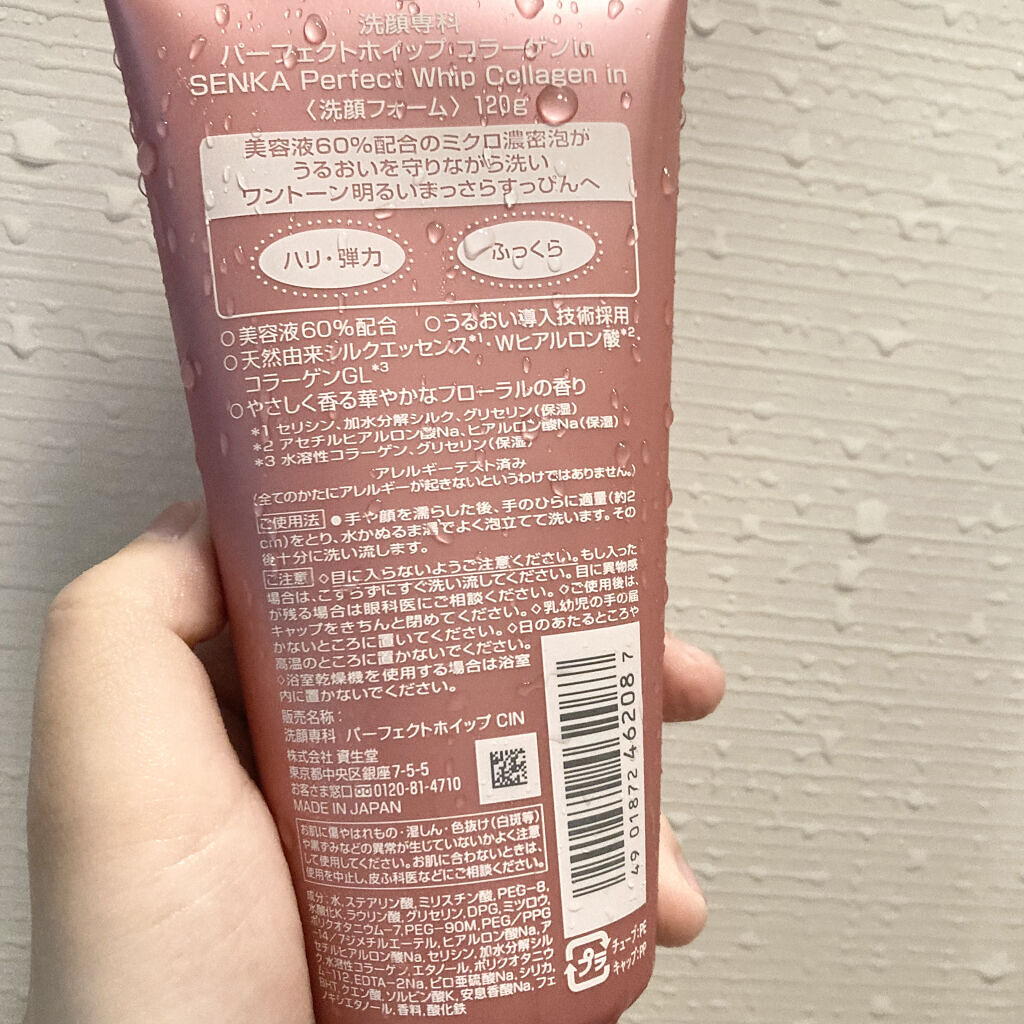 洗顔専科
パーフェクトホイップ コラーゲンin
SENKA Perfect Whip Collagen in
〈洗顔フォーム〉 120g
美容液60%配合のミクロ濃密泡が
うるおいを守りながら洗い
ワントーン明るいまっさらすっぴんへ
ハリ・弾力
ふっくら
○美容液60%配合 ○うるおい導入技術採用
○天然由来シルクエッセンス*1・Wヒアルロン酸*2・
コラーゲンGL*3
○やさしく香る華やかなフローラルの香り
*1 セリシン、加水分解シルク、グリセリン(保湿)
*2 アセチルヒアルロン酸Na、ヒアルロン酸Na(保湿)
*3 水溶性コラーゲン、グリセリン(保湿)
アレルギーテスト済み
(全てのかたにアレルギーが起きないというわけではありません。)
ご使用法 ●手や顔を濡らした後、手のひらに適量(約2
cm)をとり、水かぬるま湯でよく泡立てて洗います。その
後十分に洗い流します。
ご注意 ◇目に入らないようご注意ください。もし入った
場合は、こすらずにすぐ洗い流してください。目に異物感
が残る場合は眼科医にご相談ください。◇ご使用後は、
キャップをきちんと閉めてください。◇乳幼児の手の届
かないところに置いてください。◇日のあたるところや
高温のところに置かないでください。
◇浴室乾燥機を使用する場合は浴室
内に置かないでください。
販売名称:
洗顔専科 パーフェクトホイップ CIN
株式会社 資生堂
東京都中央区銀座7-5-5
お客さま窓口 0120-81-4710
MADE IN JAPAN
お肌に傷やはれもの・湿しん・色抜け(白斑等)
や黒ずみなどの異常が生じていないかよく注意
して使用してください。お肌に合わないときは、
使用を中止し、皮ふ科医などにご相談ください。
成分:水,ステアリン酸,ミリスチン酸,PEG-8,
水酸化K,ラウリン酸,グリセリン,DPG,ミツロウ,
ポリクオタニウム-7,PEG-90M,PEG/PPG
-14/7ジメチルエーテル,ヒアルロン酸Na,ア
セチルヒアルロン酸Na,セリシン,加水分解シル
ク,水溶性コラーゲン,エタノール,ポリクオタニウ
ム-112,EDTA-2Na,ピロ亜硫酸Na,シリカ,
BHT,クエン酸,ソルビン酸K,安息香酸Na,フェ
ノキシエタノール,香料,酸化鉄
4901872462087
プラ
チューブ:PE
キャップ:PP